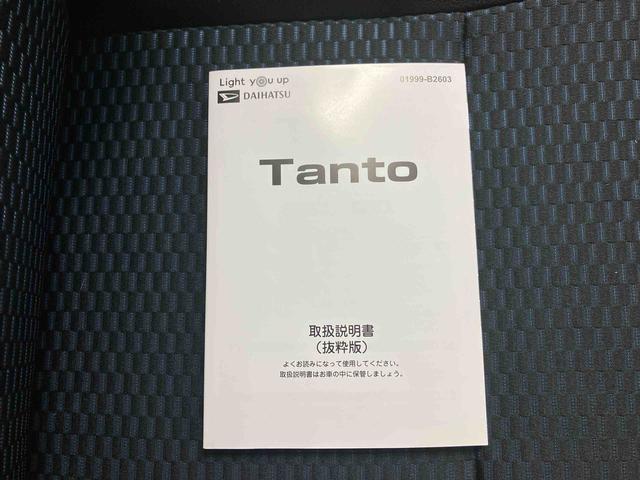 Light you up
01999-B2603
DAIHATSU
Tanto
取扱説明書
（抜粋版）
よくお読みになって使用してください。
取扱説明書はお車の中に保管しましょう。